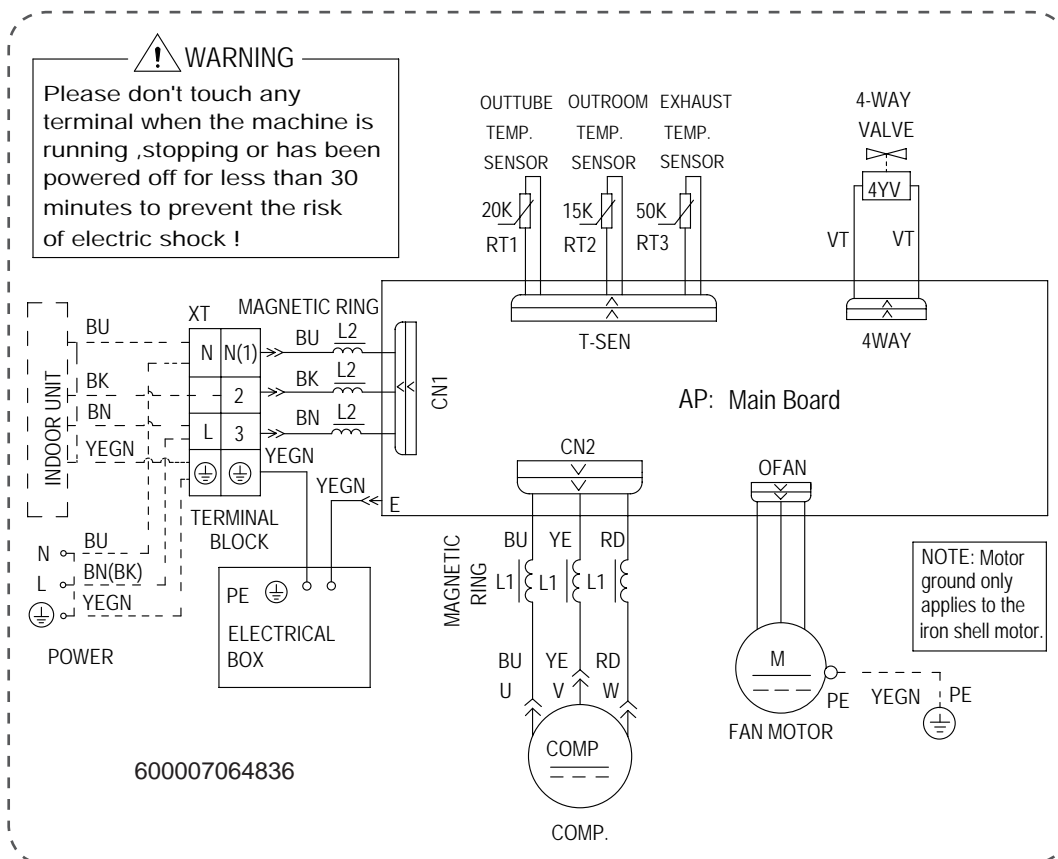 WARNING
Please don't touch any
terminal when the machine is
running ,stopping or has been
powered off for less than 30
minutes to prevent the risk
of electric shock !
OUTTUBE OUTROOM EXHAUST
TEMP. TEMP. TEMP.
SENSOR SENSOR SENSOR
20K 15K 50K
RT1 RT2 RT3
4-WAY
VALVE
4YV
VT VT
T-SEN
4WAY
INDOOR UNIT
BU
BK
BN
YEGN
XT
N N(1)
2
L 3
TERMINAL
BLOCK
MAGNETIC RING
BU L2
BK L2
BN L2
CN1
YEGN
YEGN
E
AP: Main Board
N BU
L BN(BK)
YEGN
POWER
PE
ELECTRICAL
BOX
CN2
MAGNETIC
RING
BU YE RD
L1 L1 L1
BU YE RD
U V W
COMP
COMP.
OFAN
M
PE YEGN PE
FAN MOTOR
NOTE: Motor
ground only
applies to the
iron shell motor.
600007064836